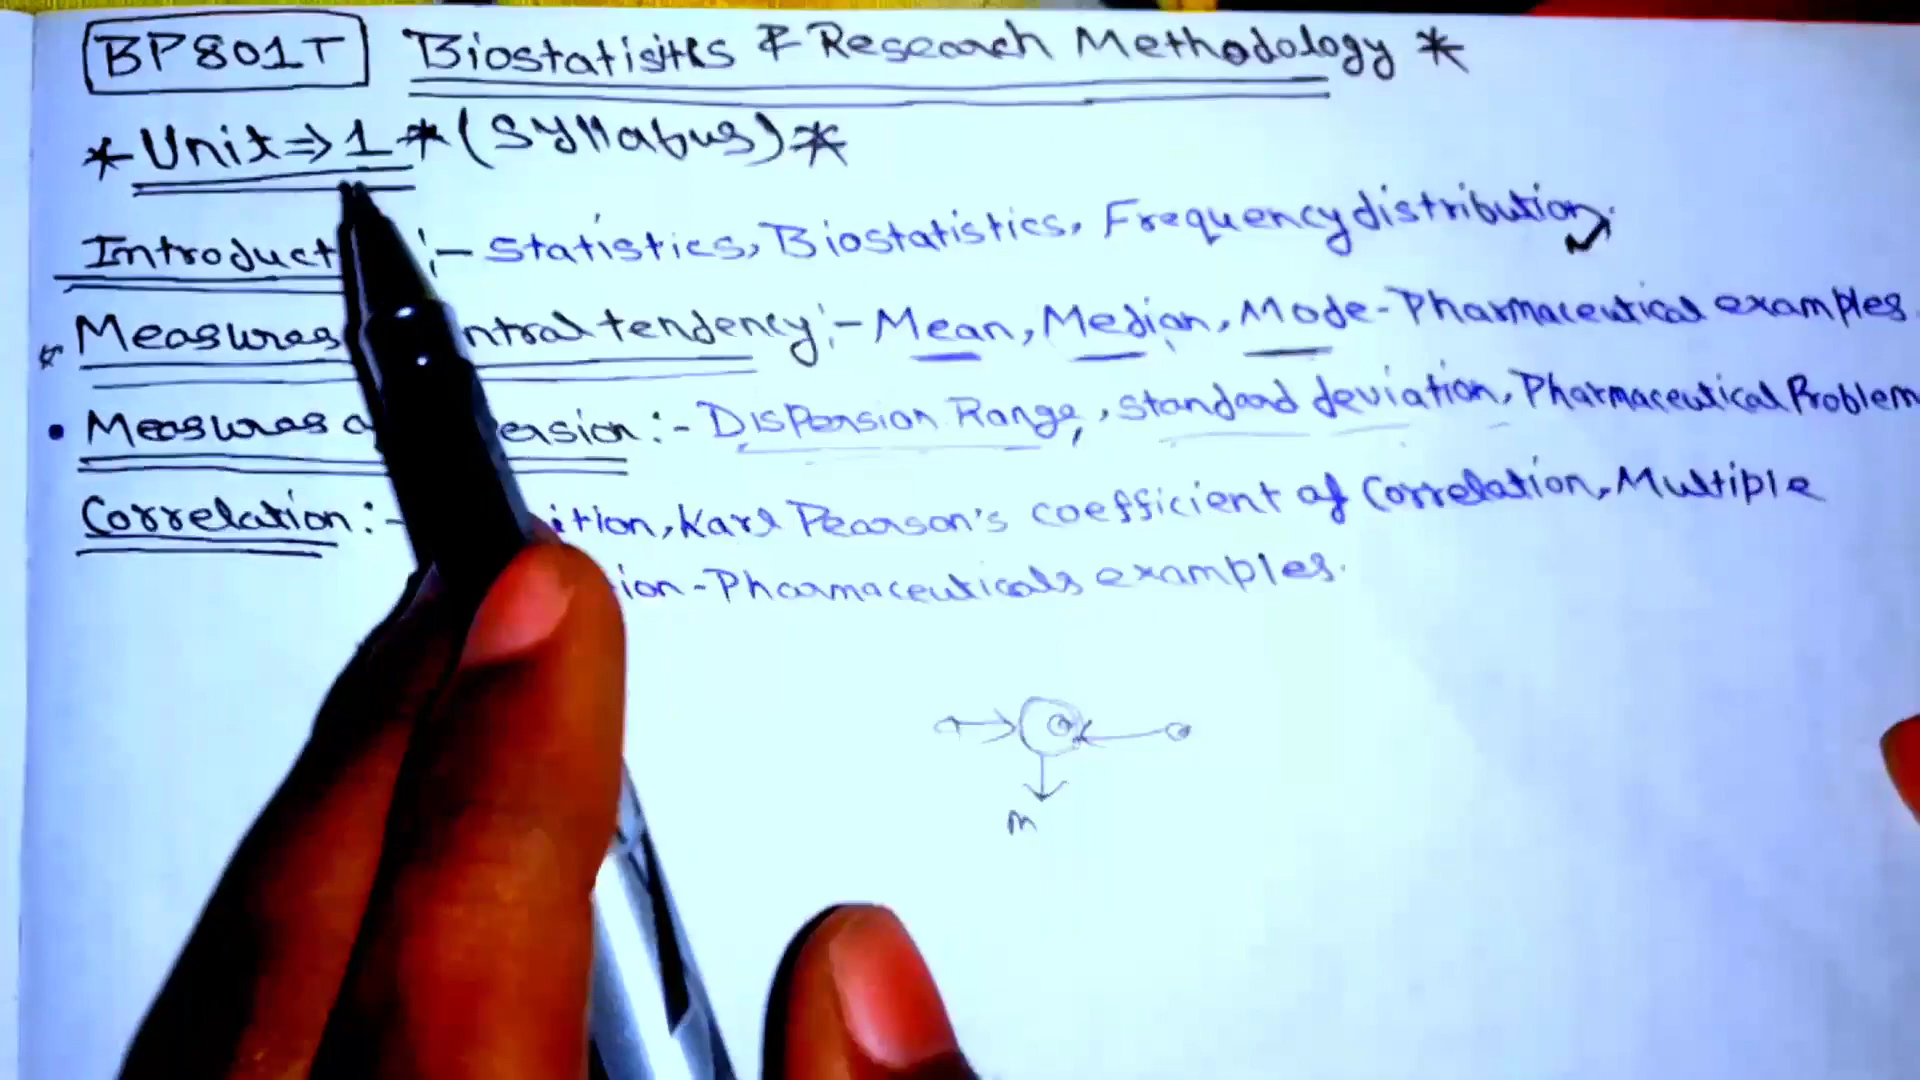 BP801T Biostatisitcs & Research Methodology *
* Unit => 1 * (Syllabus) *
Introduct :- Statistics, Biostatistics, Frequency distribution.
* Measures ntral tendency :- Mean, Median, Mode - Pharmaceutical examples.
• Measures ersion :- Dispersion Range, Standard deviation, Pharmaceutical Problem
Correlation :- ition, Karl Pearson's coefficient of Correlation, Multiple
ion - Pharmaceuticals examples.
m